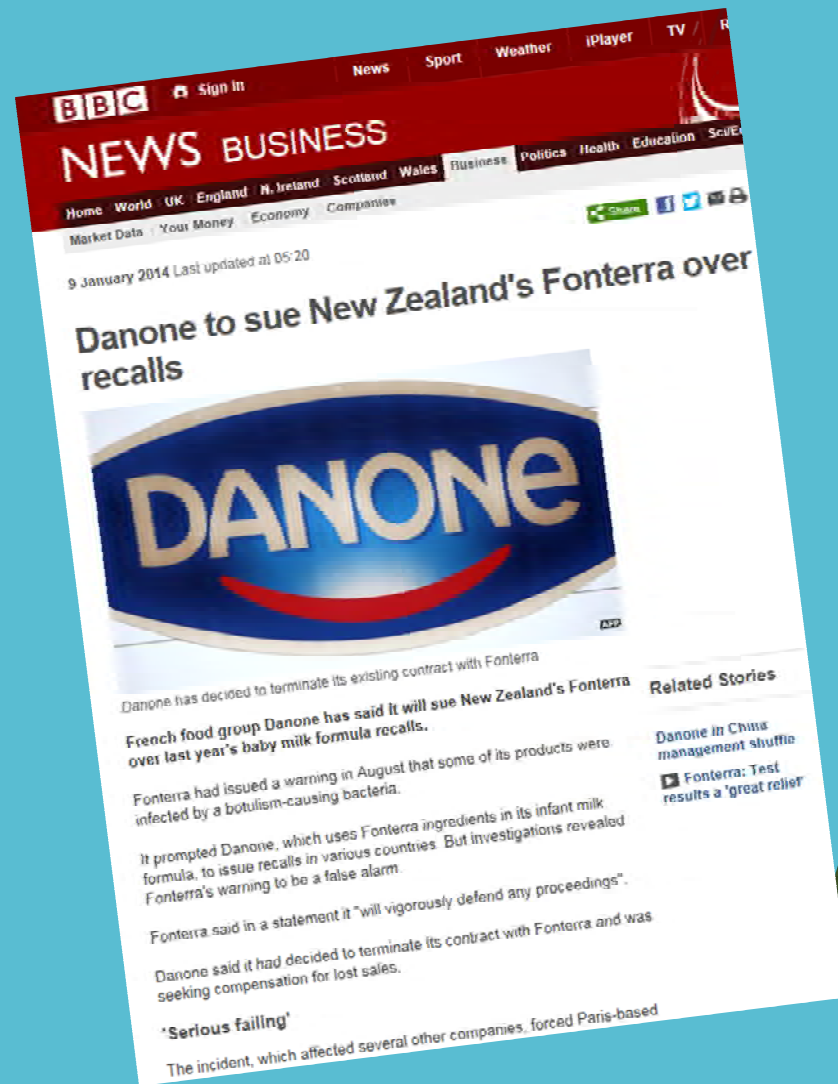 BBC Sign in News Sport Weather iPlayer TV
NEWS BUSINESS
Home World UK England N. Ireland Scotland Wales Business Politics Health Education
Market Data Your Money Economy Companies
Share f
9 January 2014 Last updated at 05:20
Danone to sue New Zealand's Fonterra over
recalls
DANONE
AFP
Danone has decided to terminate its existing contract with Fonterra
French food group Danone has said it will sue New Zealand's Fonterra
over last year's baby milk formula recalls.
Fonterra had issued a warning in August that some of its products were
infected by a botulism-causing bacteria.
It prompted Danone, which uses Fonterra ingredients in its infant milk
formula, to issue recalls in various countries. But investigations revealed
Fonterra's warning to be a false alarm.
Fonterra said in a statement it "will vigorously defend any proceedings".
Danone said it had decided to terminate its contract with Fonterra and was
seeking compensation for lost sales.
'Serious failing'
The incident, which affected several other companies, forced Paris-based
Related Stories
Danone in China
management shuffle
Fonterra: Test
results a 'great relief'